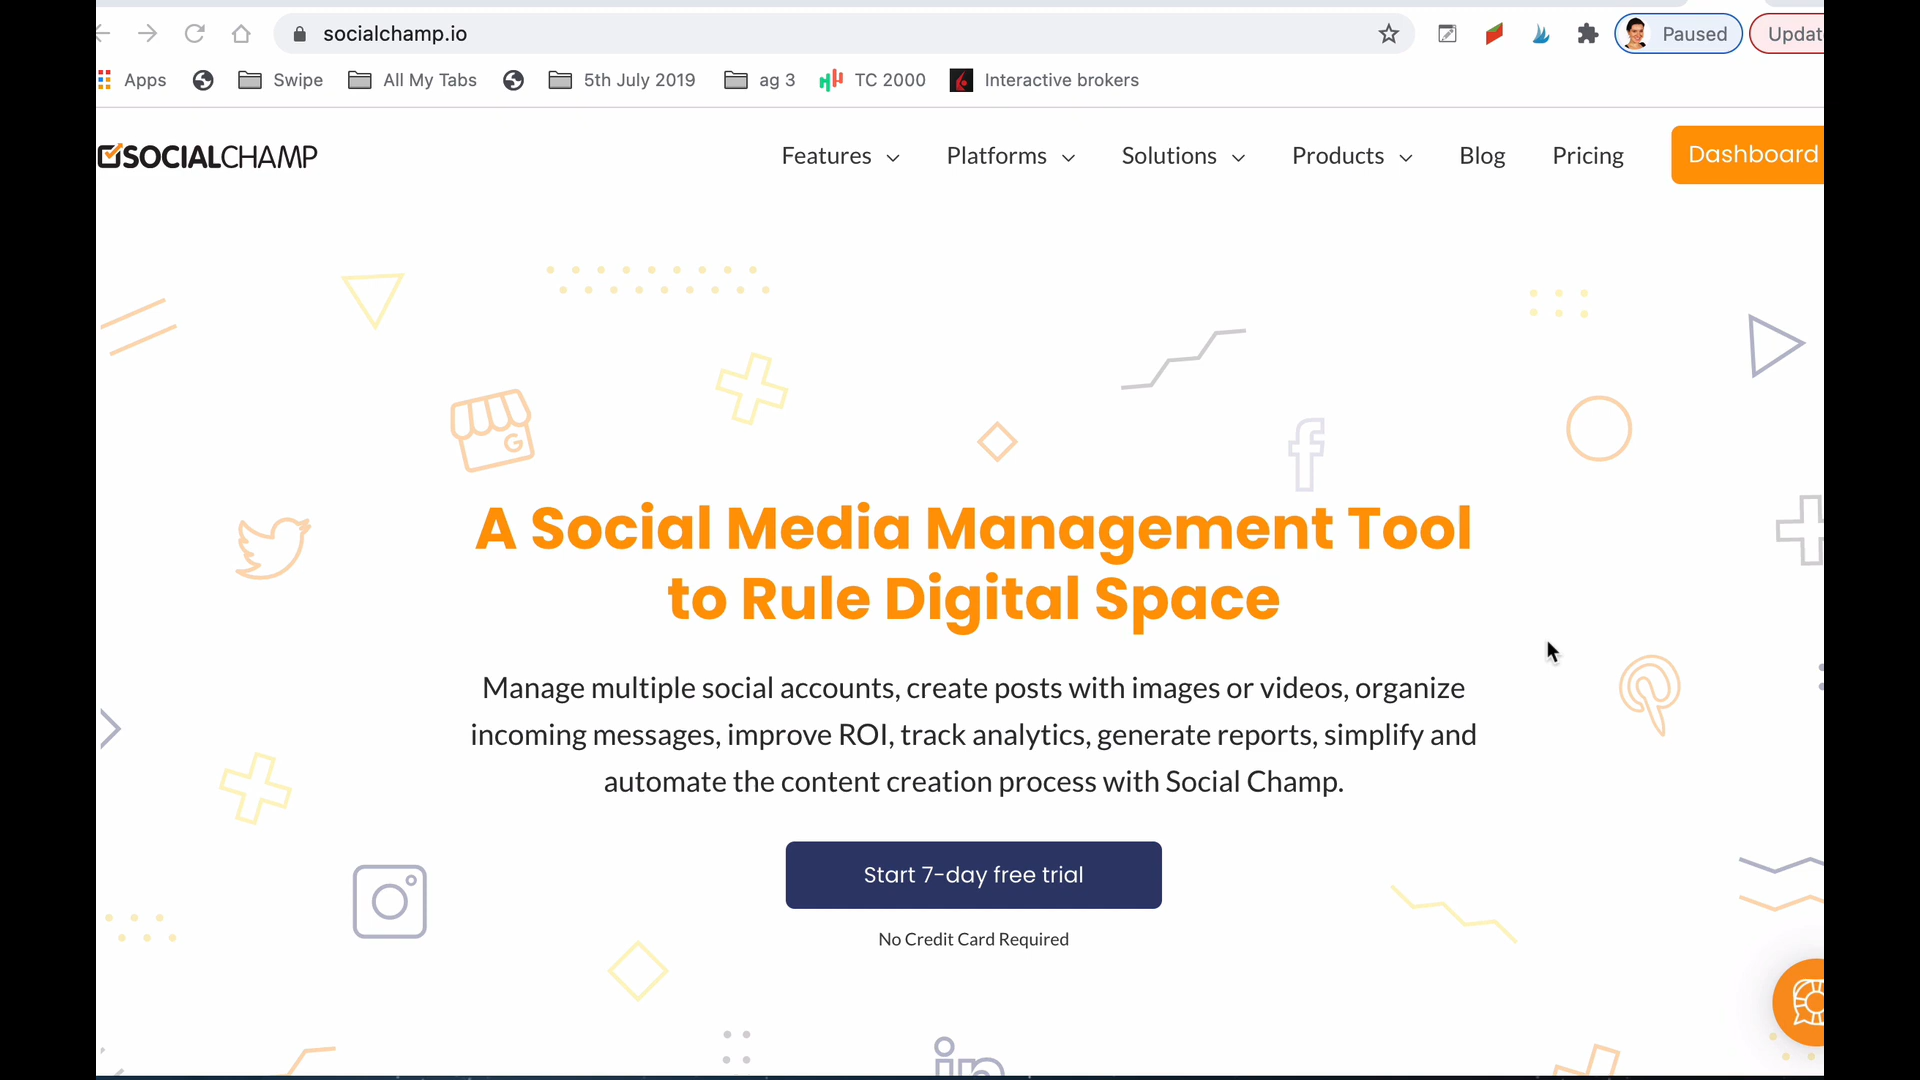 socialchamp.io
Paused
Updat
Apps
Swipe
All My Tabs
5th July 2019
ag 3
TC 2000
Interactive brokers
SOCIALCHAMP
Features
Platforms
Solutions
Products
Blog
Pricing
Dashboard
G
A Social Media Management Tool
to Rule Digital Space
Manage multiple social accounts, create posts with images or videos, organize
incoming messages, improve ROI, track analytics, generate reports, simplify and
automate the content creation process with Social Champ.
Start 7-day free trial
No Credit Card Required
in